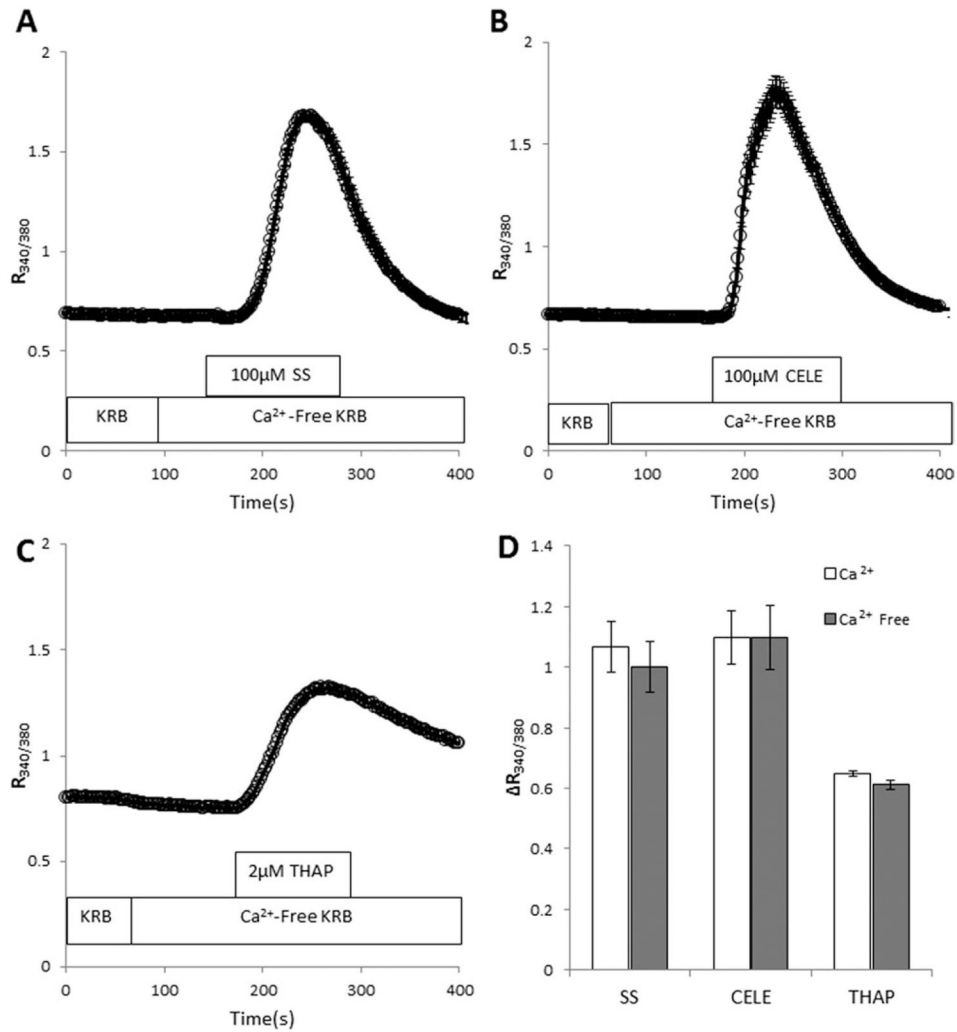 A
2
1.5
1
0.5
0
R340/380
100µM SS
KRB
Ca²⁺-Free KRB
0 100 200 300 400
Time(s)
B
2
1.5
1
0.5
0
R340/380
100µM CELE
KRB
Ca²⁺-Free KRB
0 100 200 300 400
Time(s)
C
2
1.5
1
0.5
0
R340/380
2µM THAP
KRB
Ca²⁺-Free KRB
0 100 200 300 400
Time(s)
D
1.4
1.2
1
0.8
0.6
0.4
0.2
0
ΔR340/380
Ca ²⁺
Ca ²⁺ Free
SS CELE THAP